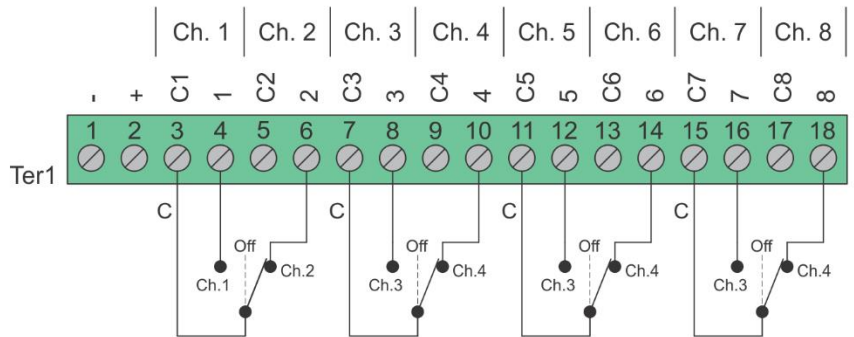 Ch. 1 Ch. 2 Ch. 3 Ch. 4 Ch. 5 Ch. 6 Ch. 7 Ch. 8
- + C1 1 C2 2 C3 3 C4 4 C5 5 C6 6 C7 7 C8 8
1 2 3 4 5 6 7 8 9 10 11 12 13 14 15 16 17 18
Ter1
C C C C
Off Off Off Off
Ch.1 Ch.2 Ch.3 Ch.4 Ch.3 Ch.4 Ch.3 Ch.4